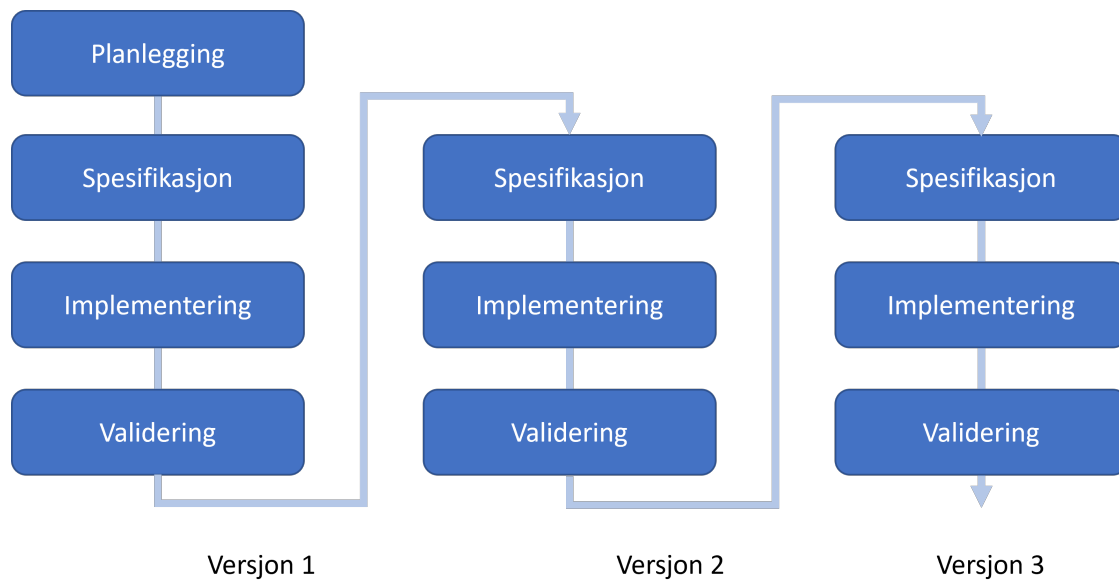 Planlegging
Spesifikasjon
Implementering
Validering
Versjon 1
Spesifikasjon
Implementering
Validering
Versjon 2
Spesifikasjon
Implementering
Validering
Versjon 3